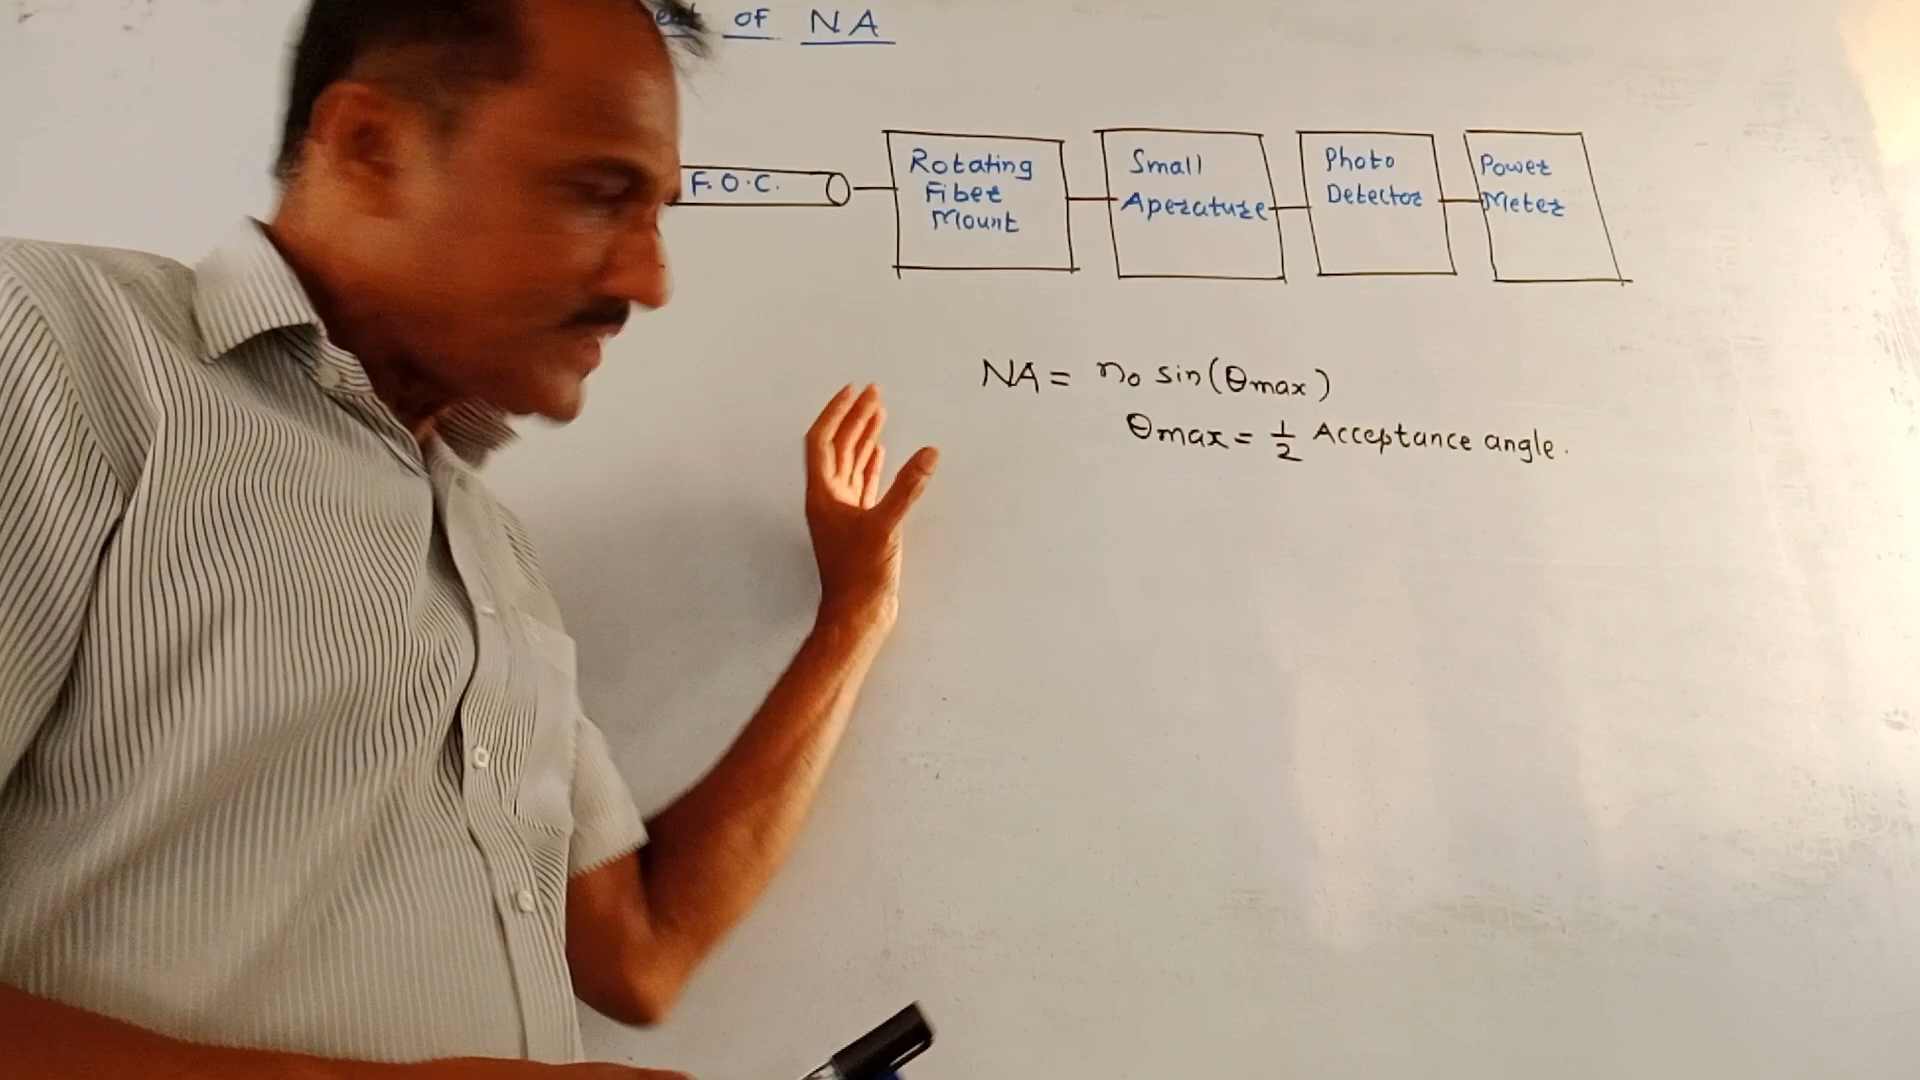 OF NA
F.O.C.
Rotating
Fiber
Mount
Small
Aperature
Photo
Detector
Power
Meter
NA = n₀ sin(θmax)
θmax = 1/2 Acceptance angle.